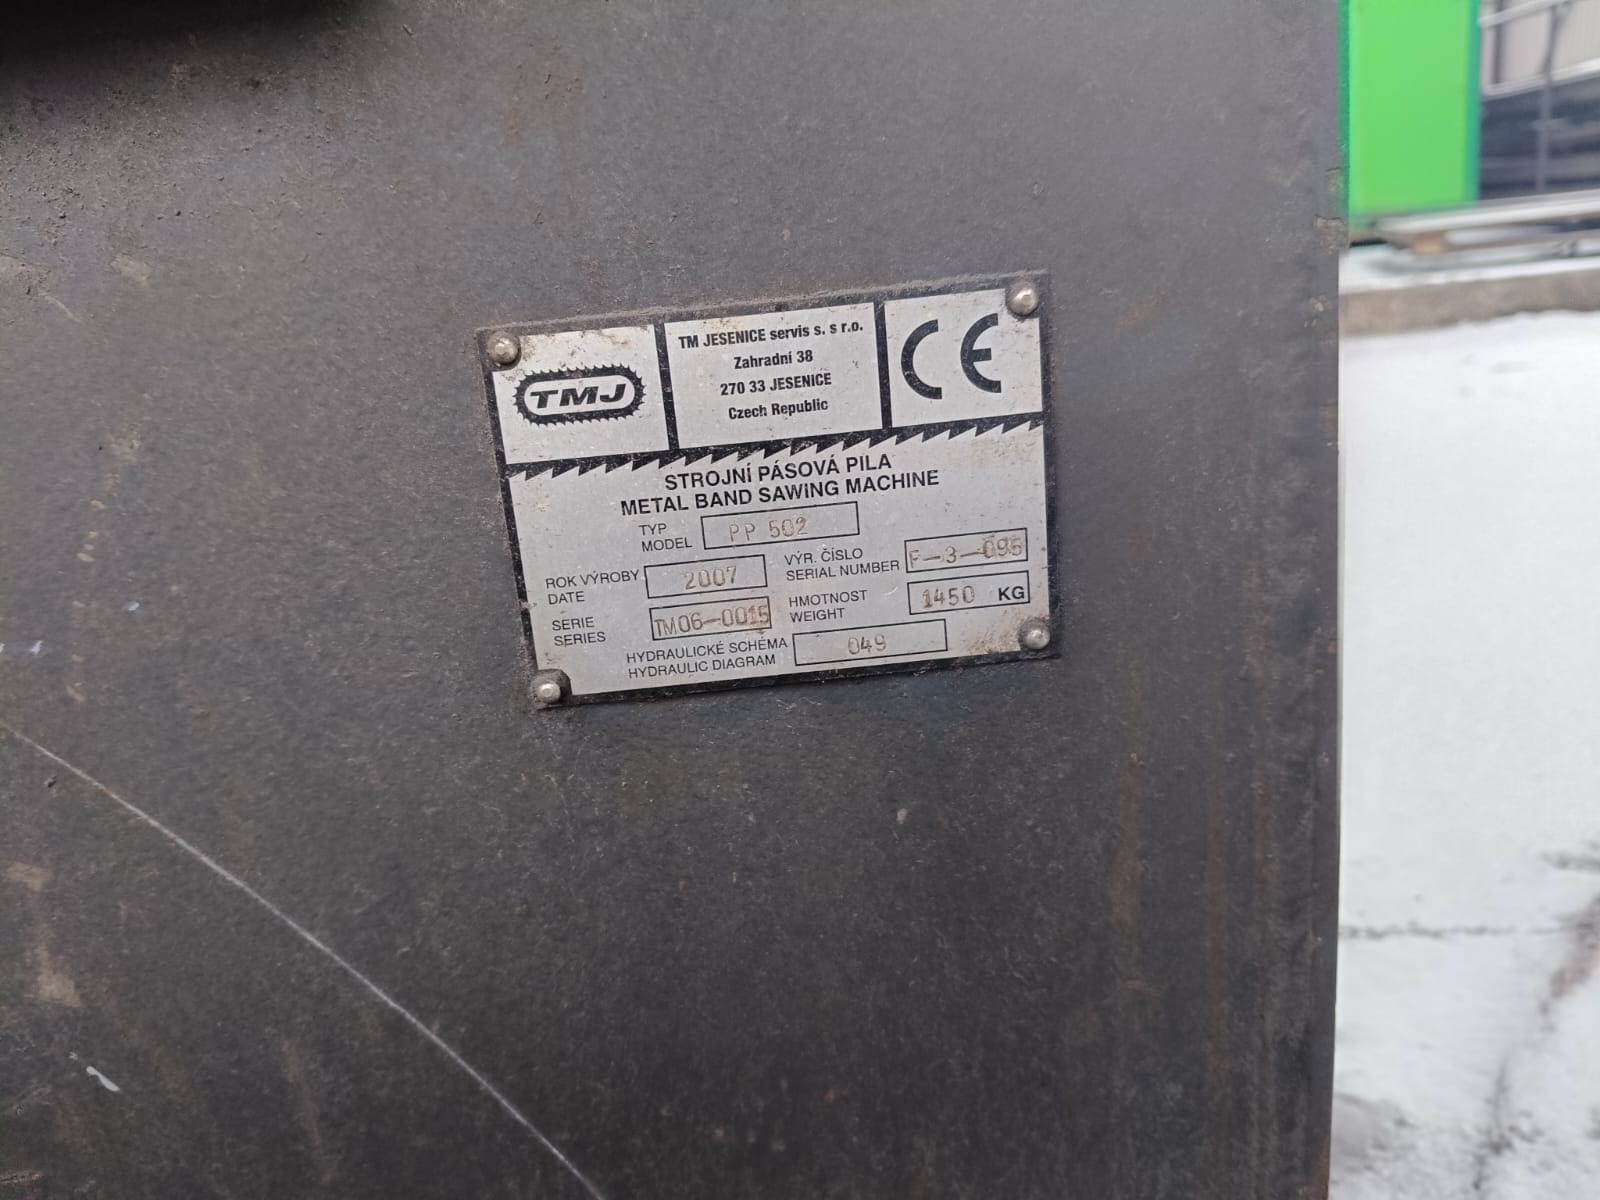 TMJ
TM JESENICE servis s. s r.o.
Zahradní 38
270 33 JESENICE
Czech Republic
CE
STROJNÍ PÁSOVÁ PILA
METAL BAND SAWING MACHINE
TYP
MODEL
PP 502
ROK VÝROBY
DATE
2007
VÝR. ČÍSLO
SERIAL NUMBER
F-3-095
SERIE
SERIES
TM06-0015
HMOTNOST
WEIGHT
1450 KG
HYDRAULICKÉ SCHÉMA
HYDRAULIC DIAGRAM
049